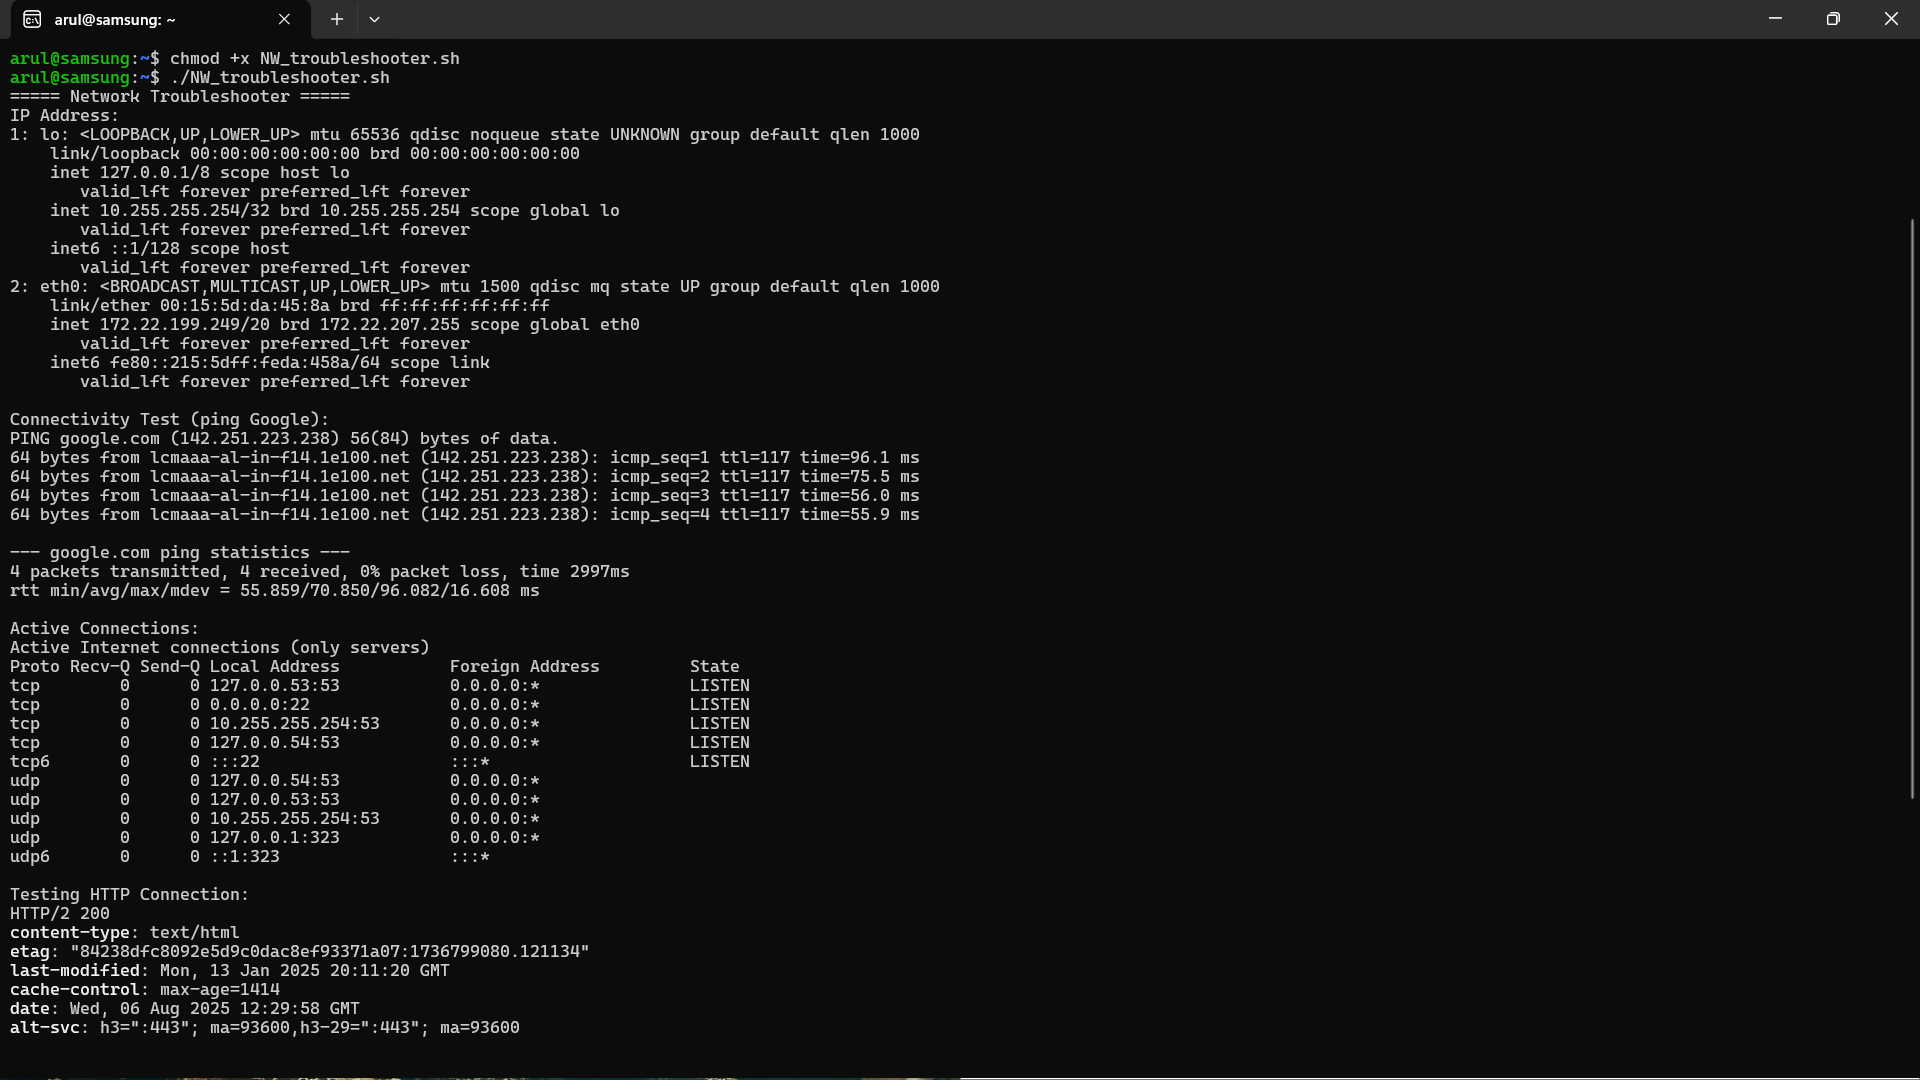 arul@samsung: ~
arul@samsung:~$ chmod +x NW_troubleshooter.sh
arul@samsung:~$ ./NW_troubleshooter.sh
===== Network Troubleshooter =====
IP Address:
1: lo: <LOOPBACK,UP,LOWER_UP> mtu 65536 qdisc noqueue state UNKNOWN group default qlen 1000
    link/loopback 00:00:00:00:00:00 brd 00:00:00:00:00:00
    inet 127.0.0.1/8 scope host lo
       valid_lft forever preferred_lft forever
    inet 10.255.255.254/32 brd 10.255.255.254 scope global lo
       valid_lft forever preferred_lft forever
    inet6 ::1/128 scope host
       valid_lft forever preferred_lft forever
2: eth0: <BROADCAST,MULTICAST,UP,LOWER_UP> mtu 1500 qdisc mq state UP group default qlen 1000
    link/ether 00:15:5d:da:45:8a brd ff:ff:ff:ff:ff:ff
    inet 172.22.199.249/20 brd 172.22.207.255 scope global eth0
       valid_lft forever preferred_lft forever
    inet6 fe80::215:5dff:feda:458a/64 scope link
       valid_lft forever preferred_lft forever

Connectivity Test (ping Google):
PING google.com (142.251.223.238) 56(84) bytes of data.
64 bytes from lcmaaa-al-in-f14.1e100.net (142.251.223.238): icmp_seq=1 ttl=117 time=96.1 ms
64 bytes from lcmaaa-al-in-f14.1e100.net (142.251.223.238): icmp_seq=2 ttl=117 time=75.5 ms
64 bytes from lcmaaa-al-in-f14.1e100.net (142.251.223.238): icmp_seq=3 ttl=117 time=56.0 ms
64 bytes from lcmaaa-al-in-f14.1e100.net (142.251.223.238): icmp_seq=4 ttl=117 time=55.9 ms

--- google.com ping statistics ---
4 packets transmitted, 4 received, 0% packet loss, time 2997ms
rtt min/avg/max/mdev = 55.859/70.850/96.082/16.608 ms

Active Connections:
Active Internet connections (only servers)
Proto Recv-Q Send-Q Local Address           Foreign Address         State
tcp        0      0 127.0.0.53:53           0.0.0.0:*               LISTEN
tcp        0      0 0.0.0.0:22              0.0.0.0:*               LISTEN
tcp        0      0 10.255.255.254:53       0.0.0.0:*               LISTEN
tcp        0      0 127.0.0.54:53           0.0.0.0:*               LISTEN
tcp6       0      0 :::22                   :::*                    LISTEN
udp        0      0 127.0.0.54:53           0.0.0.0:*
udp        0      0 127.0.0.53:53           0.0.0.0:*
udp        0      0 10.255.255.254:53       0.0.0.0:*
udp        0      0 127.0.0.1:323           0.0.0.0:*
udp6       0      0 ::1:323                 :::*

Testing HTTP Connection:
HTTP/2 200
content-type: text/html
etag: "84238dfc8092e5d9c0dac8ef93371a07:1736799080.121134"
last-modified: Mon, 13 Jan 2025 20:11:20 GMT
cache-control: max-age=1414
date: Wed, 06 Aug 2025 12:29:58 GMT
alt-svc: h3=":443"; ma=93600,h3-29=":443"; ma=93600